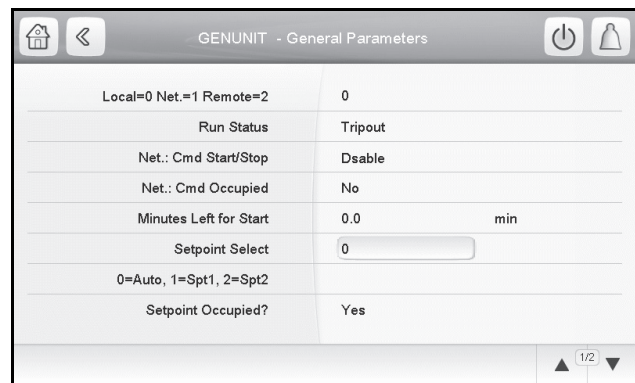 GENUNIT - General Parameters
Local=0 Net.=1 Remote=2 0
Run Status Tripout
Net.: Cmd Start/Stop Dsable
Net.: Cmd Occupied No
Minutes Left for Start 0.0 min
Setpoint Select 0
0=Auto, 1=Spt1, 2=Spt2
Setpoint Occupied? Yes
1/2